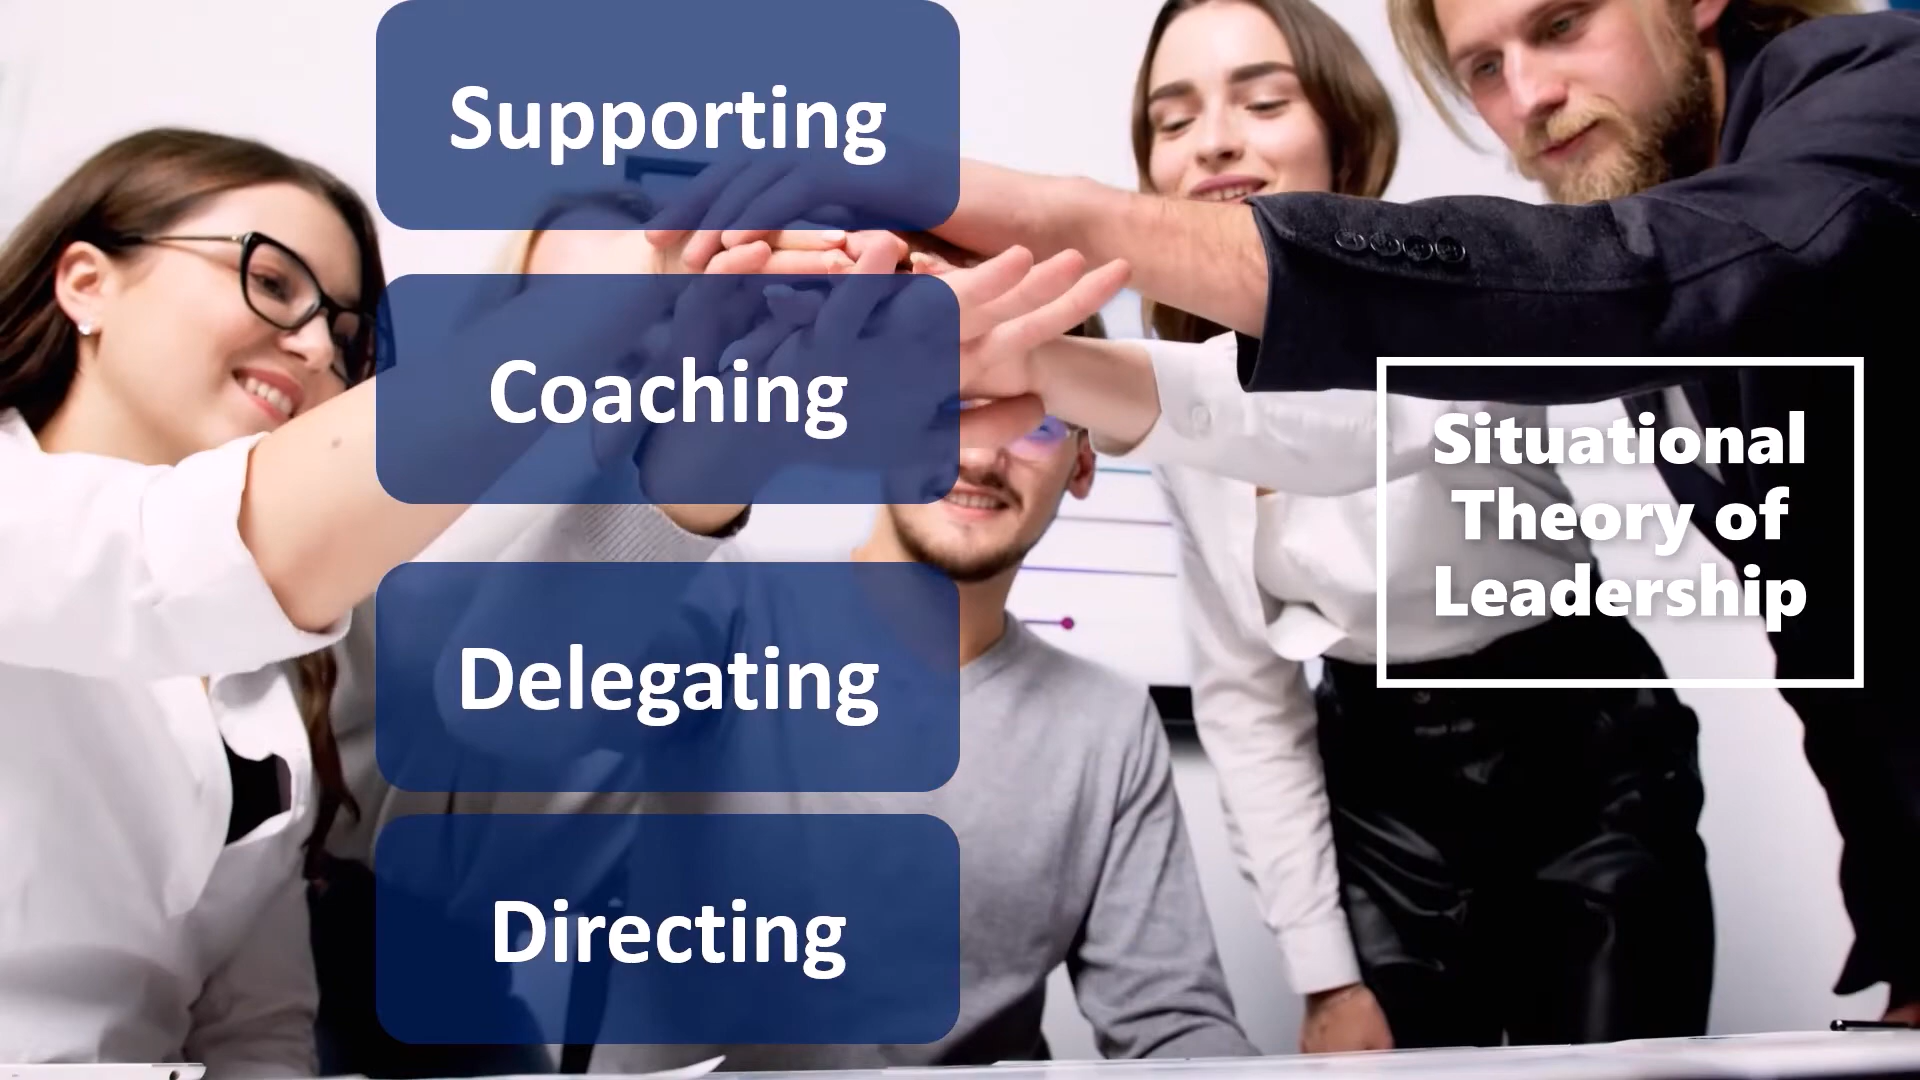 Supporting
Coaching
Delegating
Directing
Situational
Theory of
Leadership